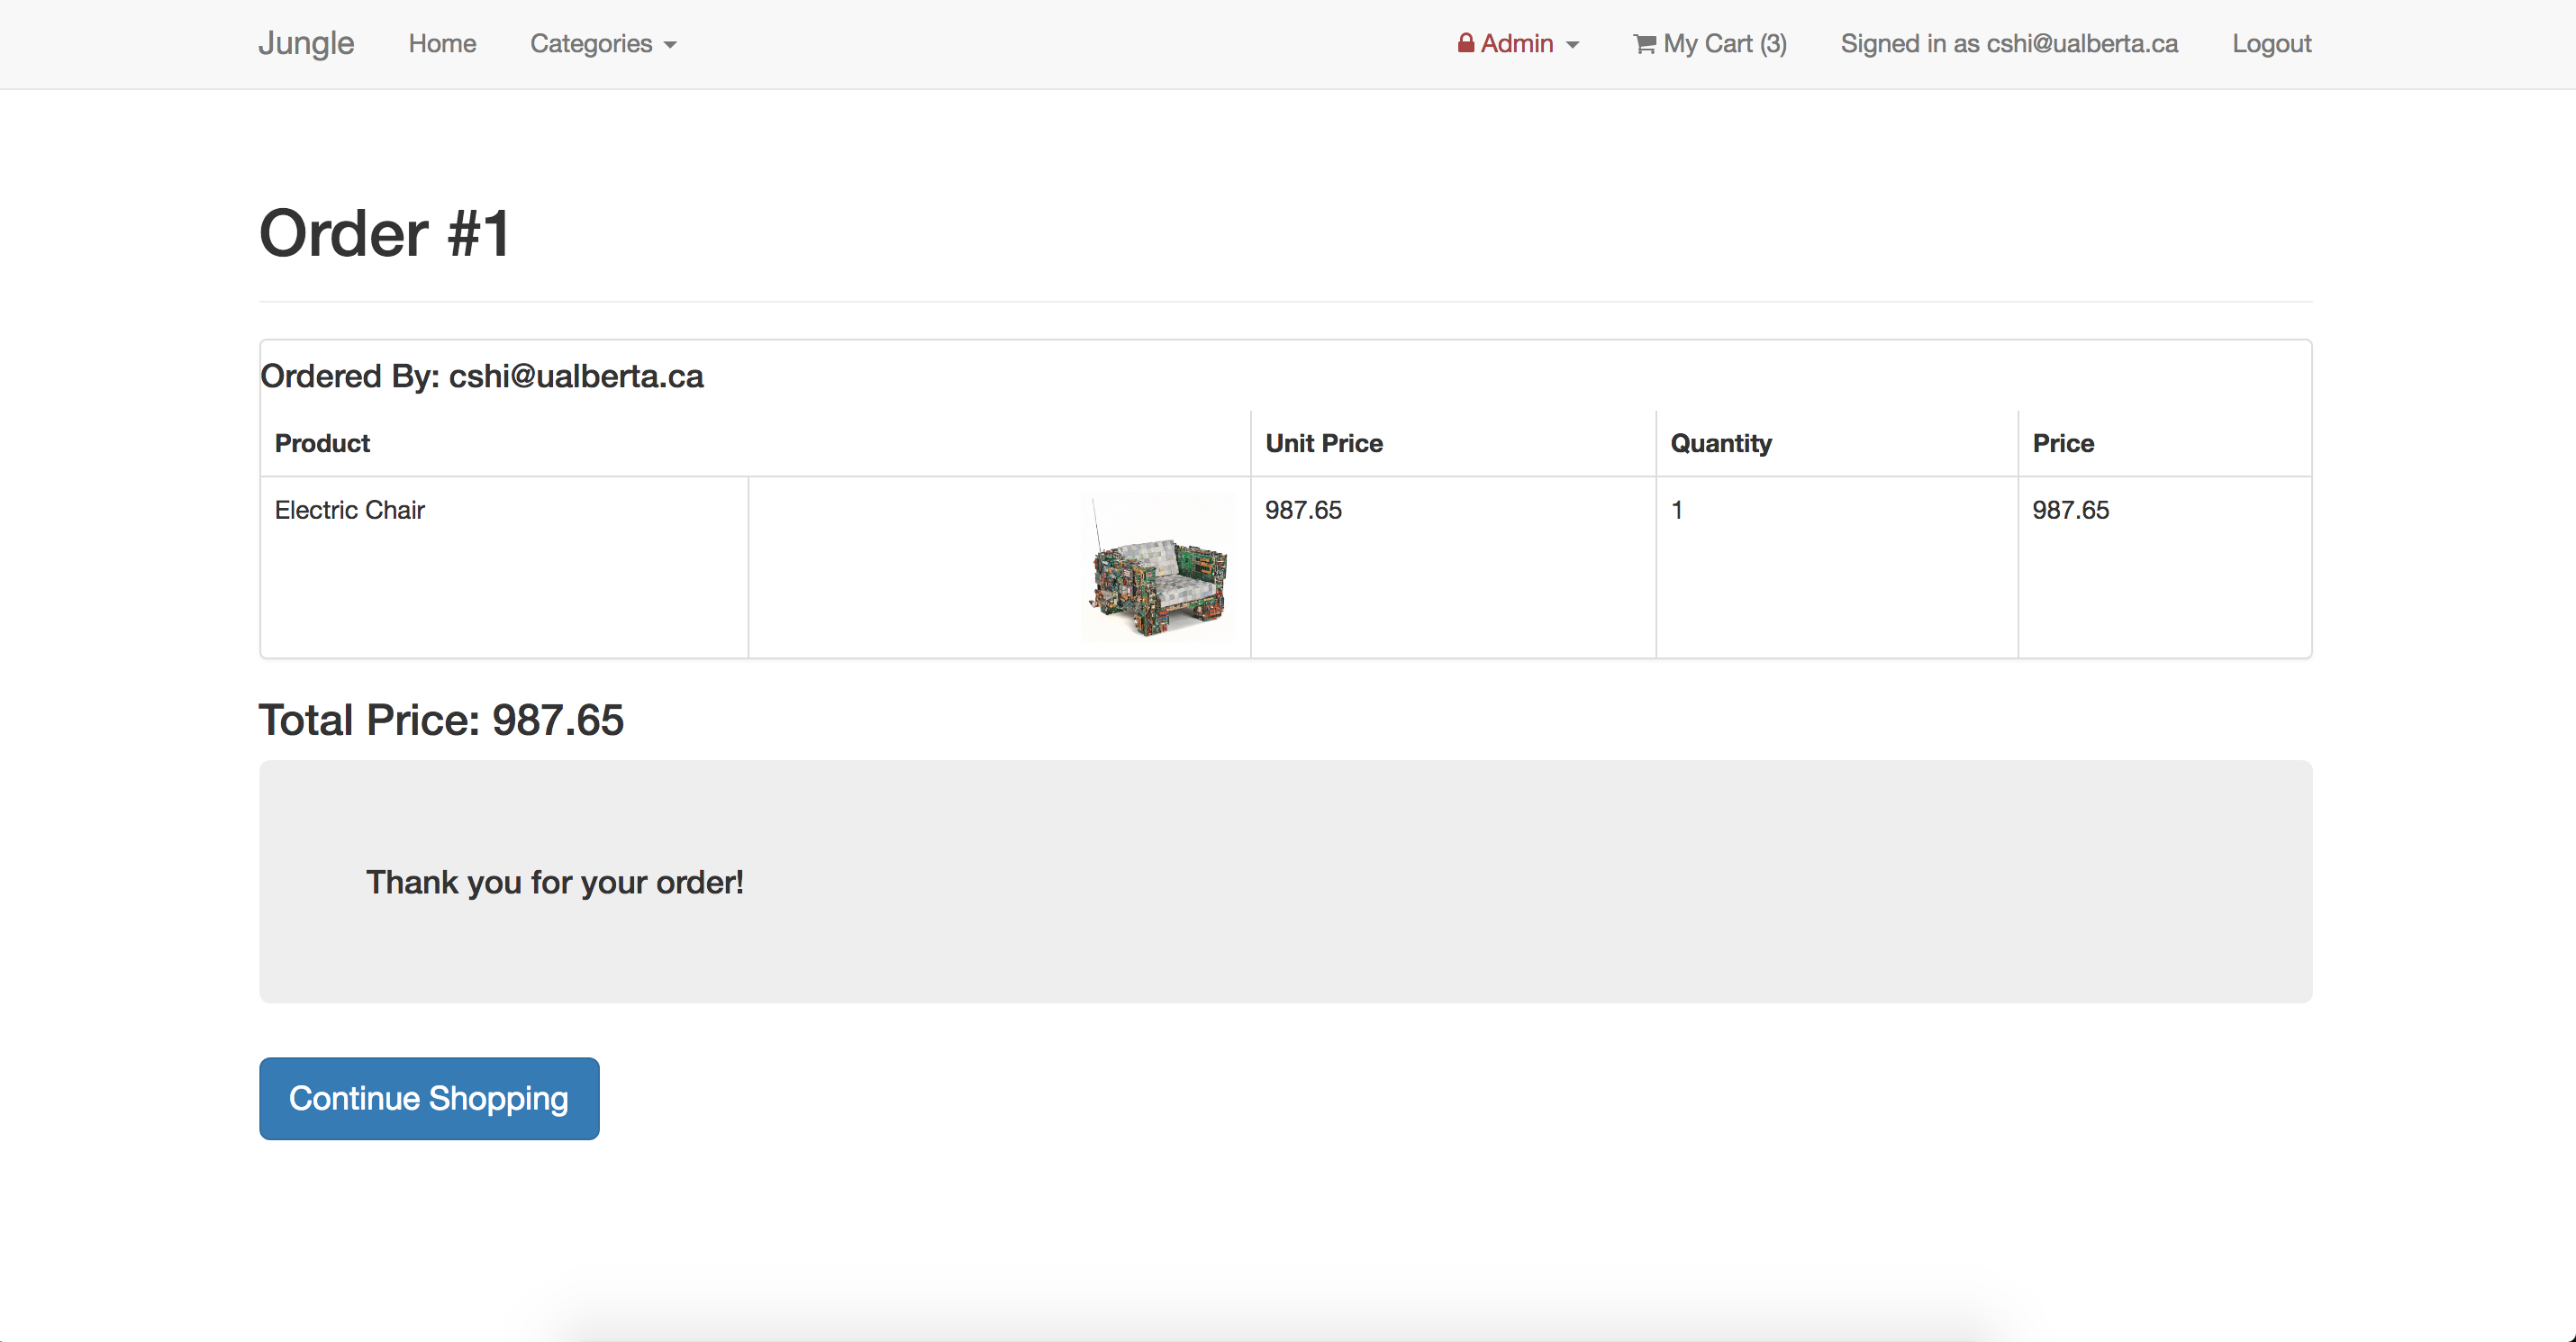 Jungle Home Categories Admin My Cart (3) Signed in as cshi@ualberta.ca Logout
Order #1
Ordered By: cshi@ualberta.ca
Product Unit Price Quantity Price
Electric Chair 987.65 1 987.65
Total Price: 987.65
Thank you for your order!
Continue Shopping